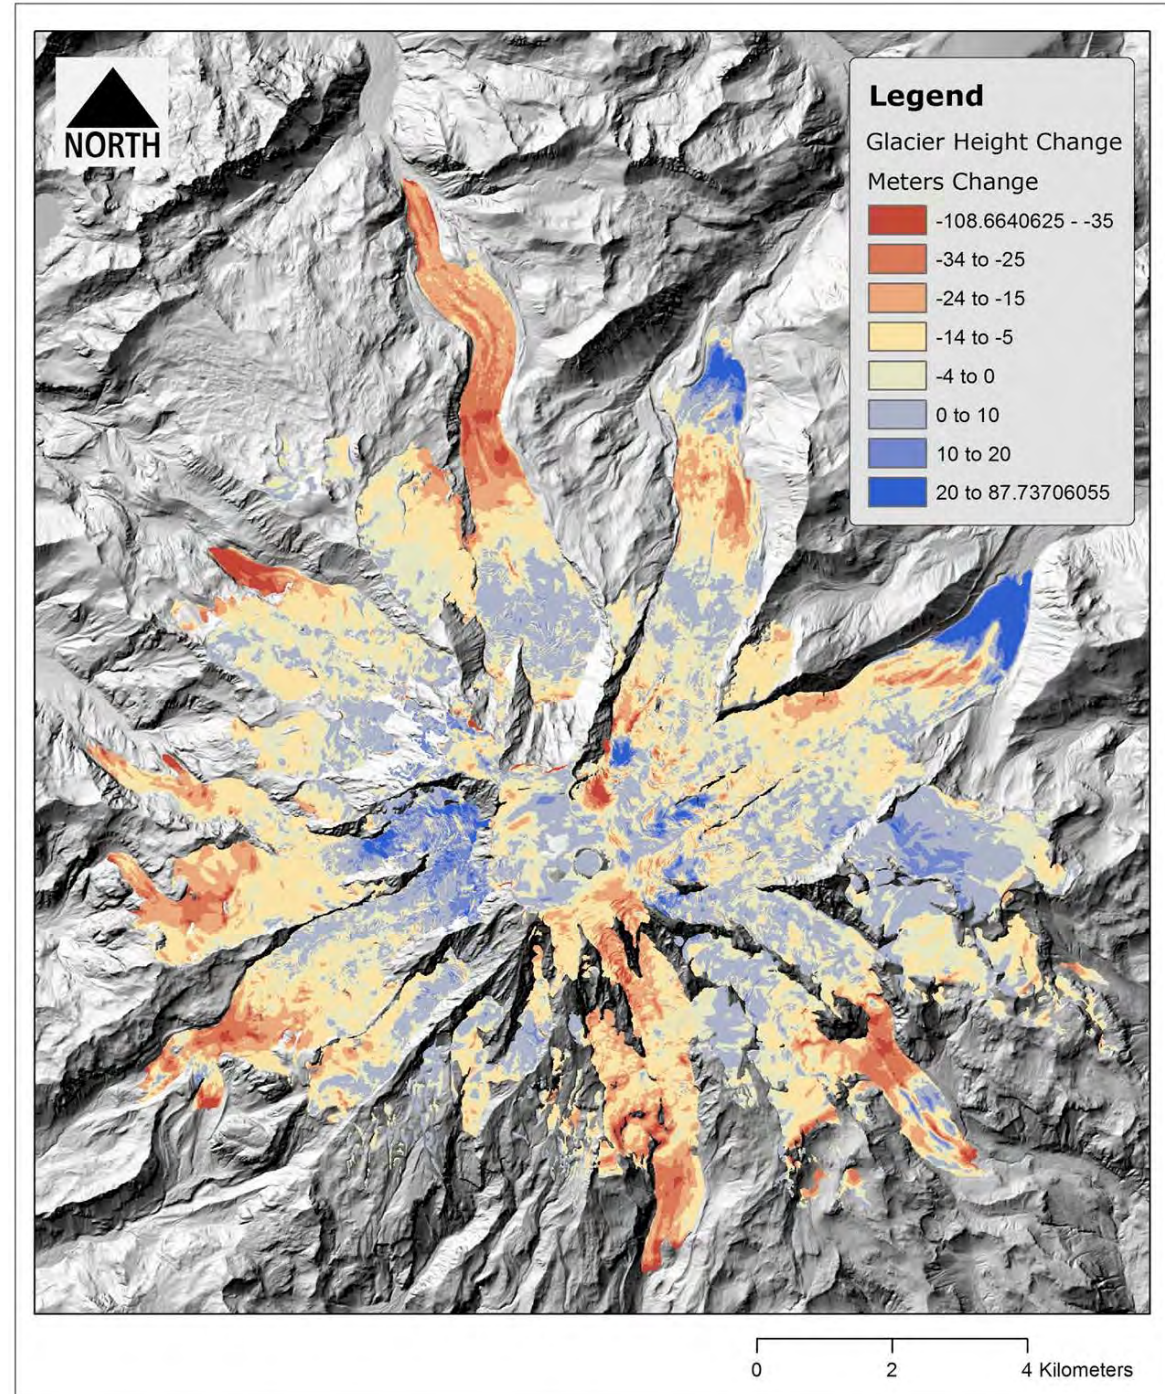 NORTH
Legend
Glacier Height Change
Meters Change
-108.6640625 - -35
-34 to -25
-24 to -15
-14 to -5
-4 to 0
0 to 10
10 to 20
20 to 87.73706055
0 2 4 Kilometers